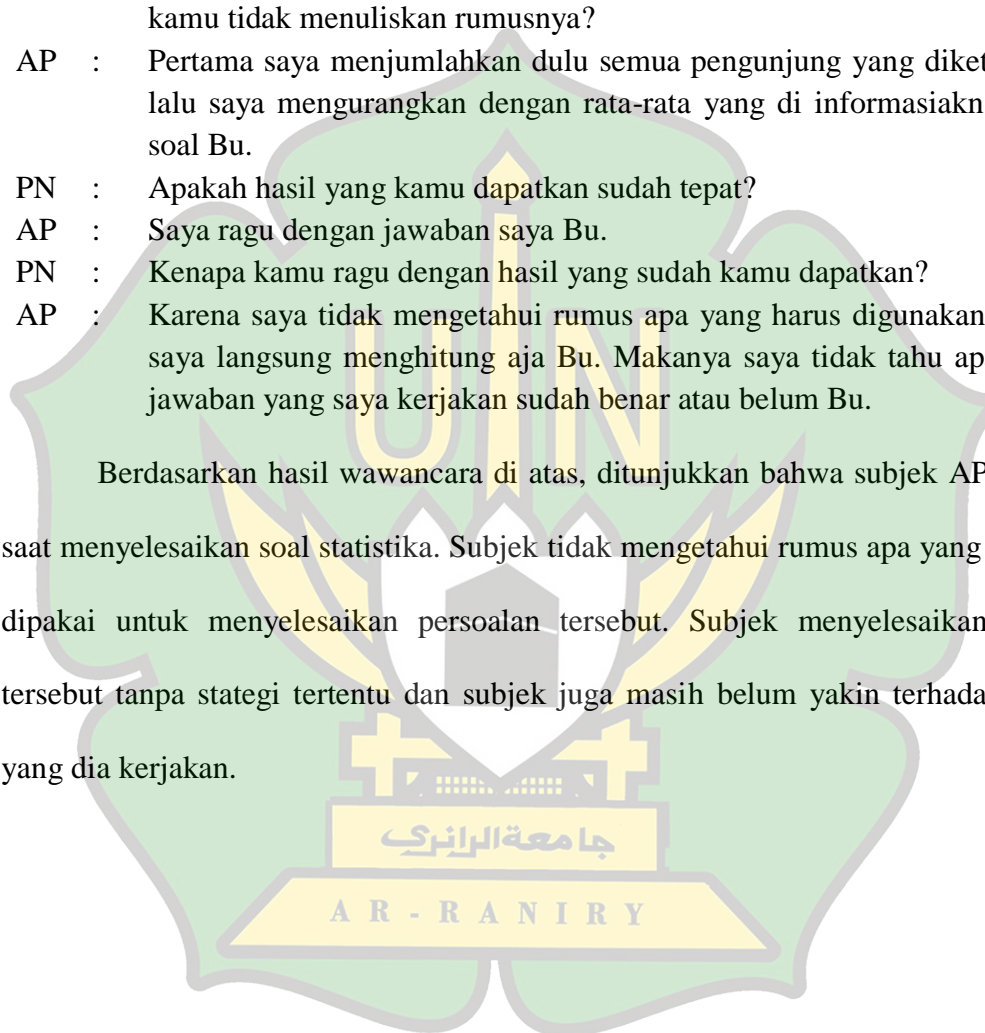 kamu tidak menuliskan rumusnya?
AP : Pertama saya menjumlahkan dulu semua pengunjung yang diket
lalu saya mengurangkan dengan rata-rata yang di informasiakn
soal Bu.
PN : Apakah hasil yang kamu dapatkan sudah tepat?
AP : Saya ragu dengan jawaban saya Bu.
PN : Kenapa kamu ragu dengan hasil yang sudah kamu dapatkan?
AP : Karena saya tidak mengetahui rumus apa yang harus digunakan
saya langsung menghitung aja Bu. Makanya saya tidak tahu ap
jawaban yang saya kerjakan sudah benar atau belum Bu.
Berdasarkan hasil wawancara di atas, ditunjukkan bahwa subjek AP
saat menyelesaikan soal statistika. Subjek tidak mengetahui rumus apa yang
dipakai untuk menyelesaikan persoalan tersebut. Subjek menyelesaikan
tersebut tanpa stategi tertentu dan subjek juga masih belum yakin terhada
yang dia kerjakan.
UIN
جامعةالرانري
AR-RANIRY